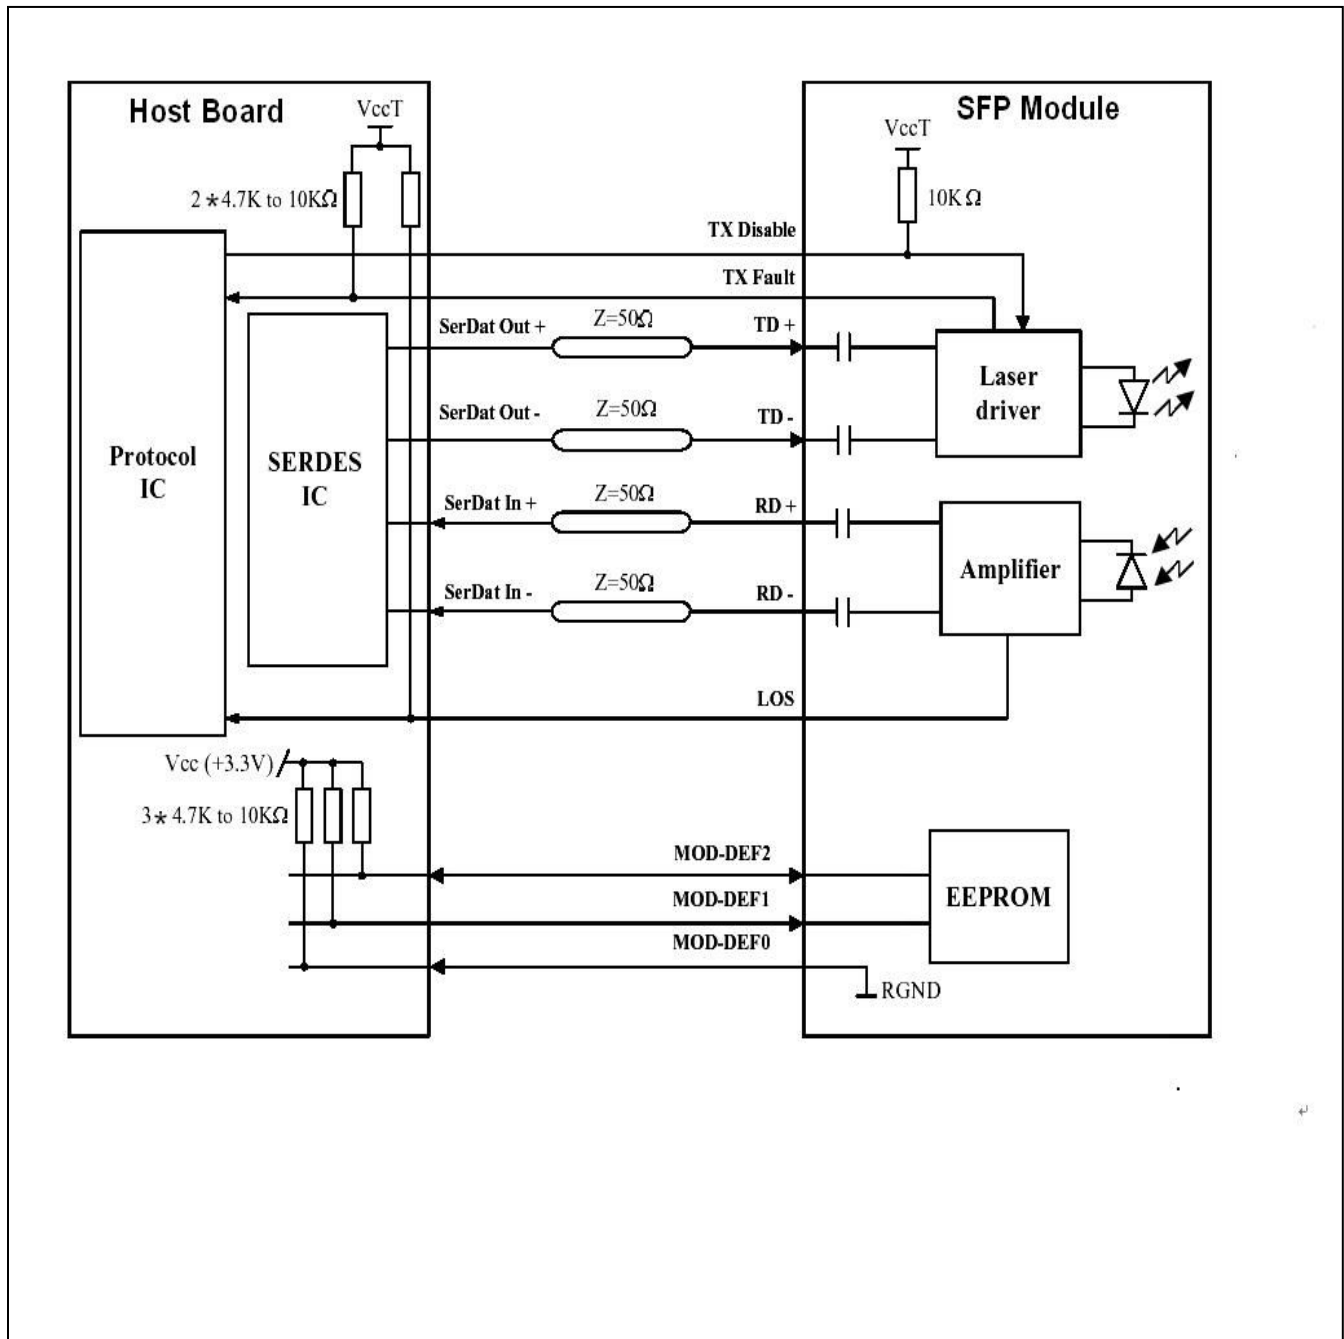 Host Board
SFP Module
VccT
VccT
2*4.7K to 10KΩ
10KΩ
TX Disable
TX Fault
SerDat Out +
Z=50Ω
TD +
SerDat Out -
Z=50Ω
TD -
Laser
driver
Protocol
IC
SERDES
IC
SerDat In +
Z=50Ω
RD +
SerDat In -
Z=50Ω
RD -
Amplifier
LOS
Vcc (+3.3V)
3*4.7K to 10KΩ
MOD-DEF2
MOD-DEF1
MOD-DEF0
EEPROM
RGND